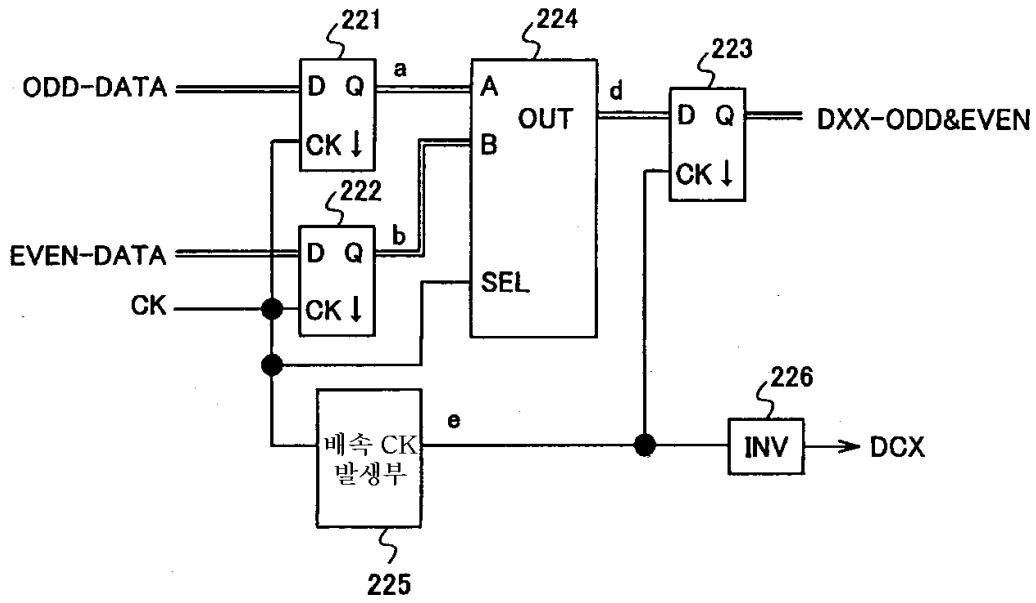 221
224
223
ODD-DATA
D Q
a
A
OUT
d
D Q
DXX-ODD&EVEN
CK↓
B
CK↓
222
EVEN-DATA
D Q
b
SEL
CK
CK↓
226
배속 CK
발생부
e
INV
DCX
225